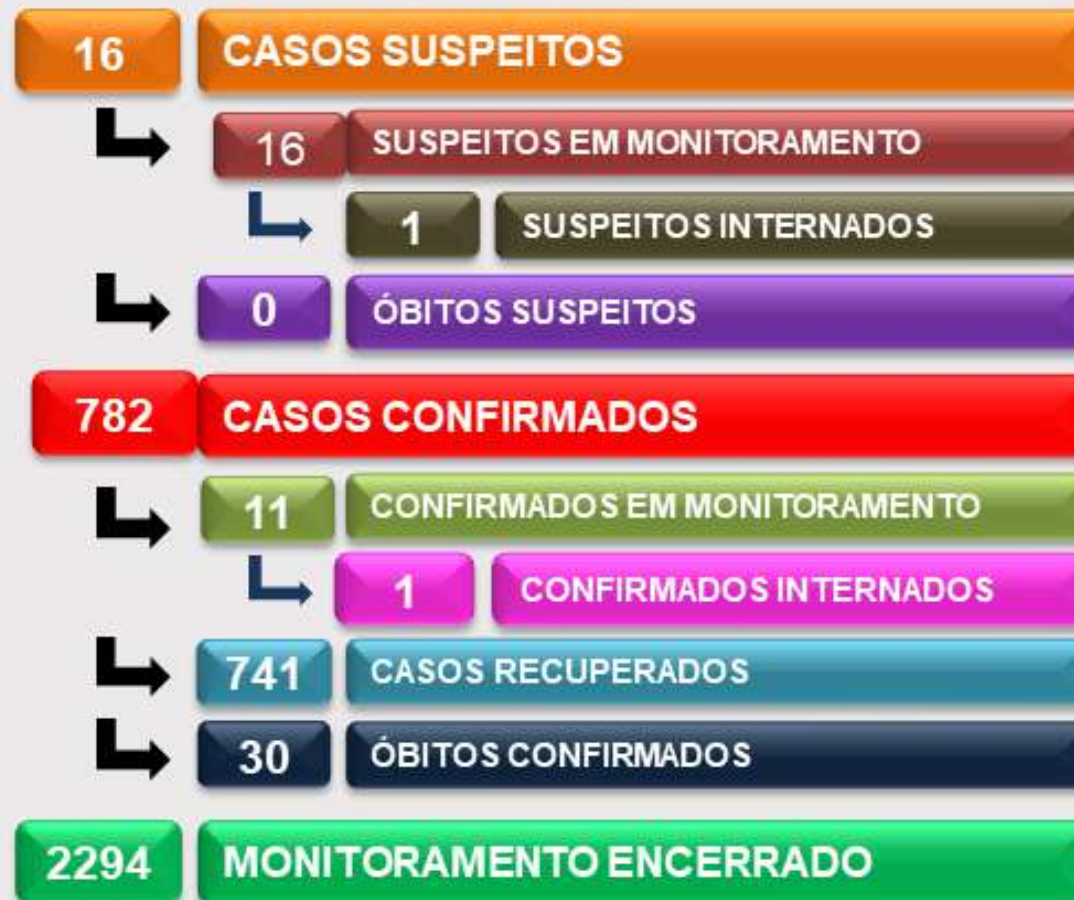 16 CASOS SUSPEITOS
16 SUSPEITOS EM MONITORAMENTO
1 SUSPEITOS INTERNADOS
0 ÓBITOS SUSPEITOS
782 CASOS CONFIRMADOS
11 CONFIRMADOS EM MONITORAMENTO
1 CONFIRMADOS INTERNADOS
741 CASOS RECUPERADOS
30 ÓBITOS CONFIRMADOS
2294 MONITORAMENTO ENCERRADO